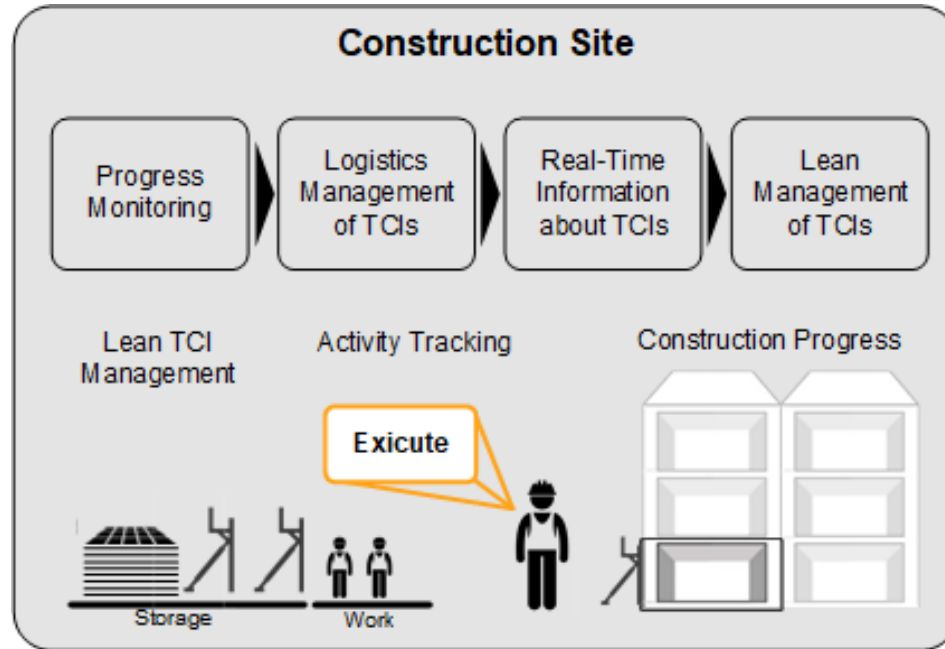 Construction Site
Progress
Monitoring
Logistics
Management
of TCIs
Real-Time
Information
about TCIs
Lean
Management
of TCIs
Lean TCI
Management
Activity Tracking
Construction Progress
Exicute
Storage
Work